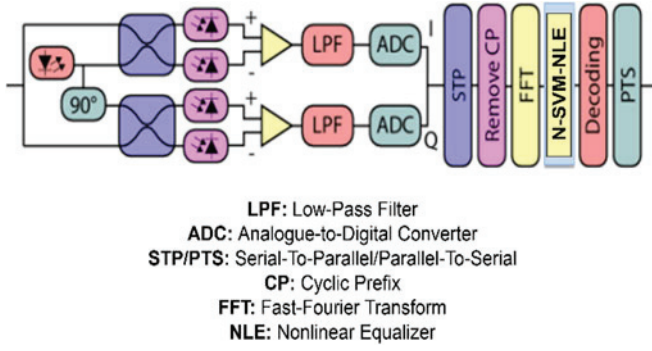 +
-
LPF
ADC
I
90°
+
-
LPF
ADC
Q
STP
Remove CP
FFT
N-SVM-NLE
Decoding
PTS
LPF: Low-Pass Filter
ADC: Analogue-to-Digital Converter
STP/PTS: Serial-To-Parallel/Parallel-To-Serial
CP: Cyclic Prefix
FFT: Fast-Fourier Transform
NLE: Nonlinear Equalizer